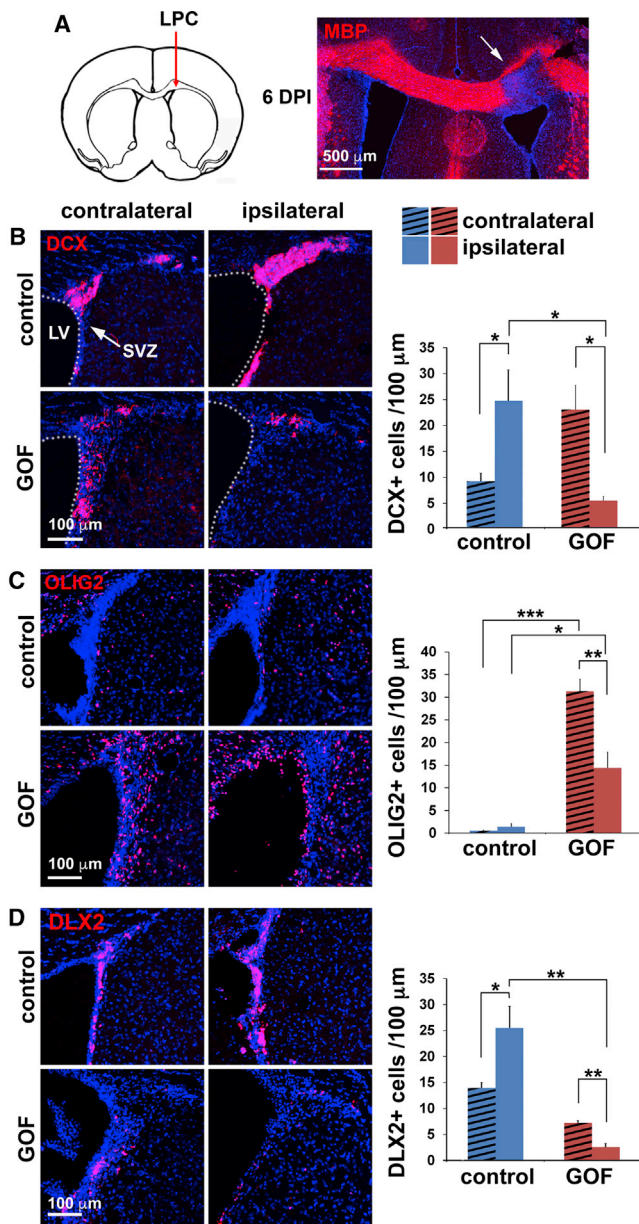 A
LPC
6 DPI
MBP
500 µm
contralateral
ipsilateral
contralateral
ipsilateral
B
DCX
control
LV
SVZ
GOF
100 µm
DCX+ cells /100 µm
35
30
25
20
15
10
5
0
*
*
*
control
GOF
C
OLIG2
control
GOF
100 µm
OLIG2+ cells /100 µm
40
35
30
25
20
15
10
5
0
***
*
**
control
GOF
D
DLX2
control
GOF
100 µm
DLX2+ cells /100 µm
35
30
25
20
15
10
5
0
*
**
**
control
GOF